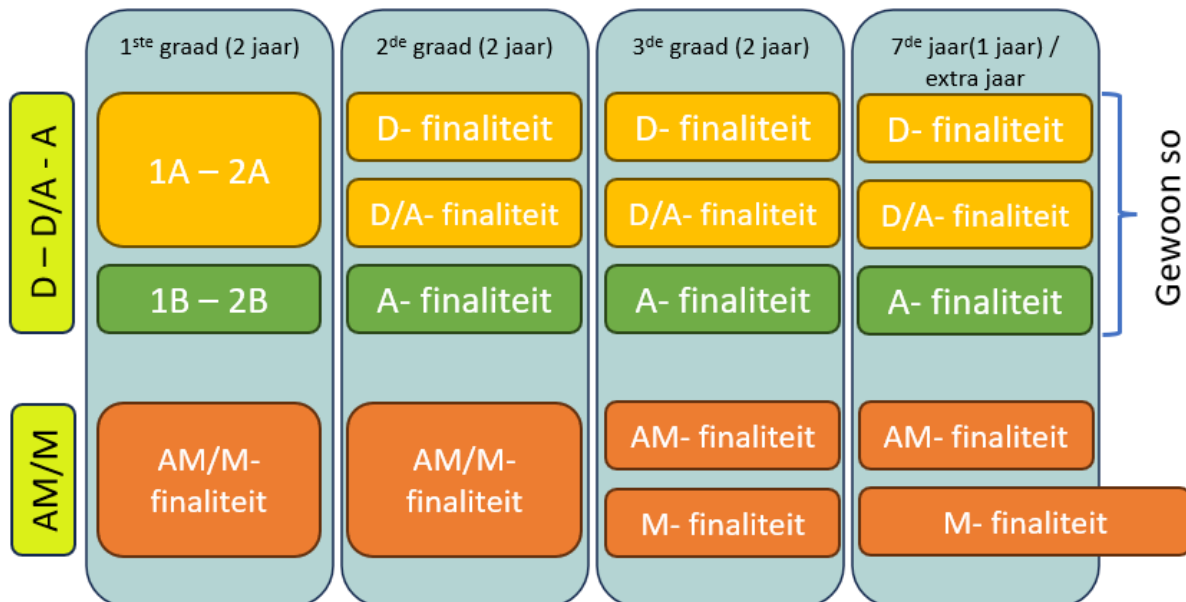 1ste graad (2 jaar)
2de graad (2 jaar)
3de graad (2 jaar)
7de jaar(1 jaar) /
extra jaar
D – D/A - A
1A – 2A
D- finaliteit
D- finaliteit
D- finaliteit
D/A- finaliteit
D/A- finaliteit
D/A- finaliteit
1B – 2B
A- finaliteit
A- finaliteit
A- finaliteit
Gewoon so
AM/M
AM/M-
finaliteit
AM/M-
finaliteit
AM- finaliteit
AM- finaliteit
M- finaliteit
M- finaliteit